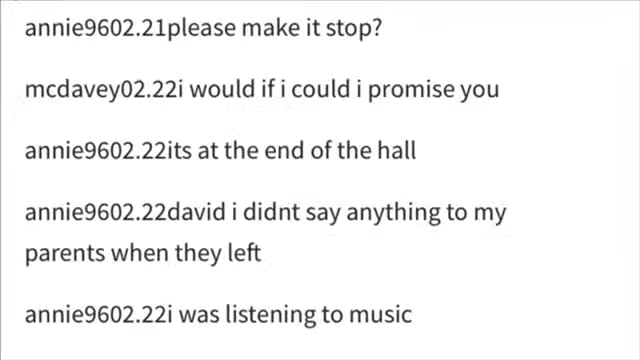 annie9602.21please make it stop?
mcdavey02.22i would if i could i promise you
annie9602.22its at the end of the hall
annie9602.22david i didnt say anything to my
parents when they left
annie9602.22i was listening to music